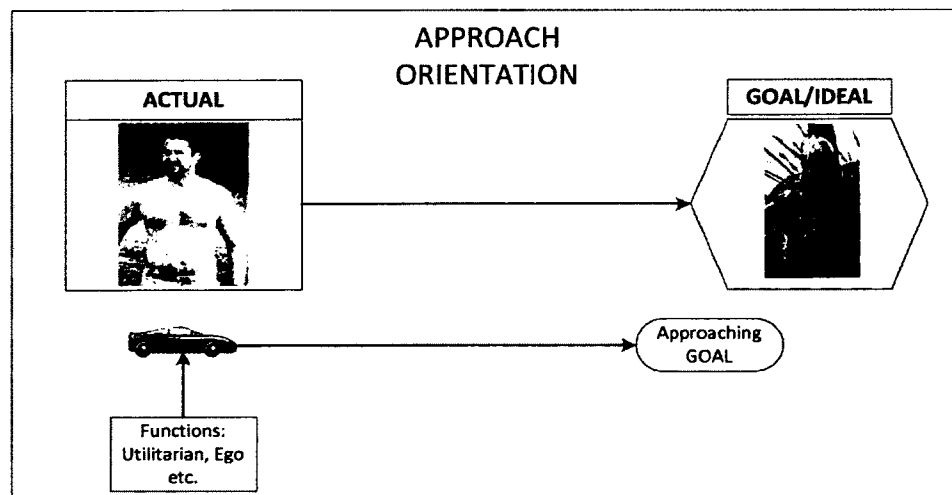 APPROACH
ORIENTATION
ACTUAL
GOAL/IDEAL
Approaching
GOAL
Functions:
Utilitarian, Ego
etc.